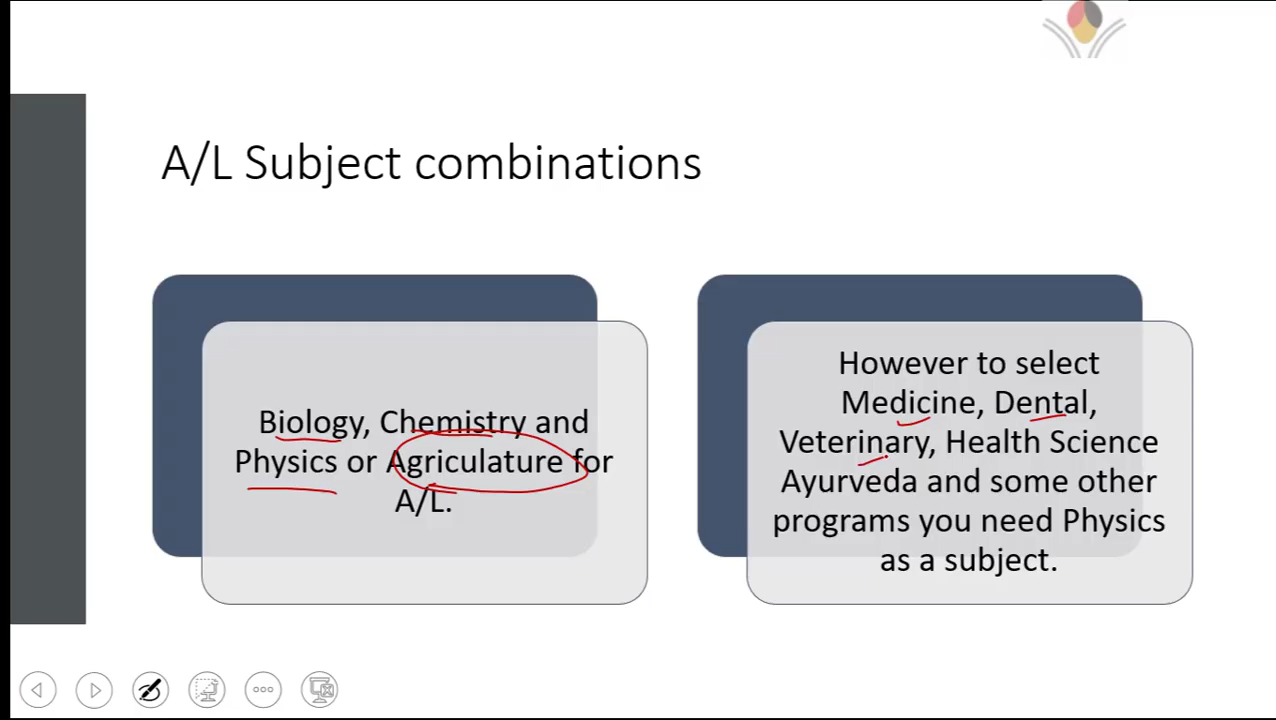 A/L Subject combinations
Biology, Chemistry and
Physics or Agriculature for
A/L.
However to select
Medicine, Dental,
Veterinary, Health Science
Ayurveda and some other
programs you need Physics
as a subject.